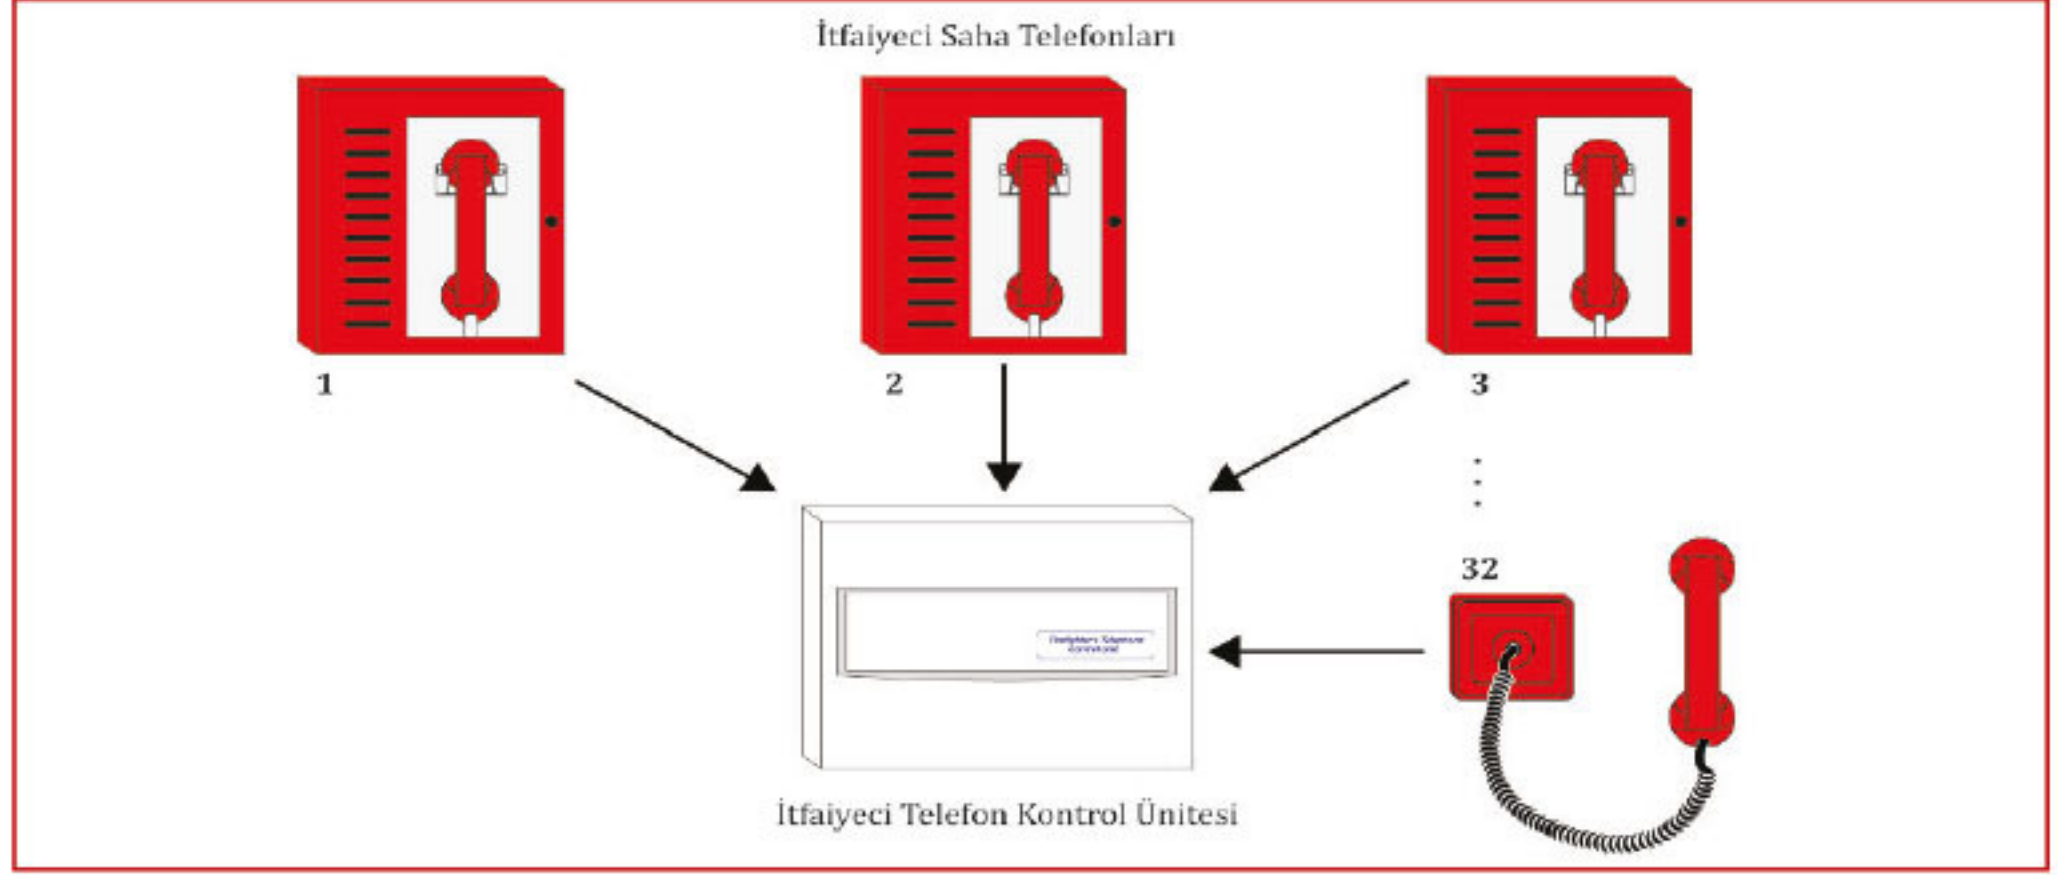 İtfaiyeci Saha Telefonları
1
2
3
32
İtfaiyeci Telefon Kontrol Ünitesi